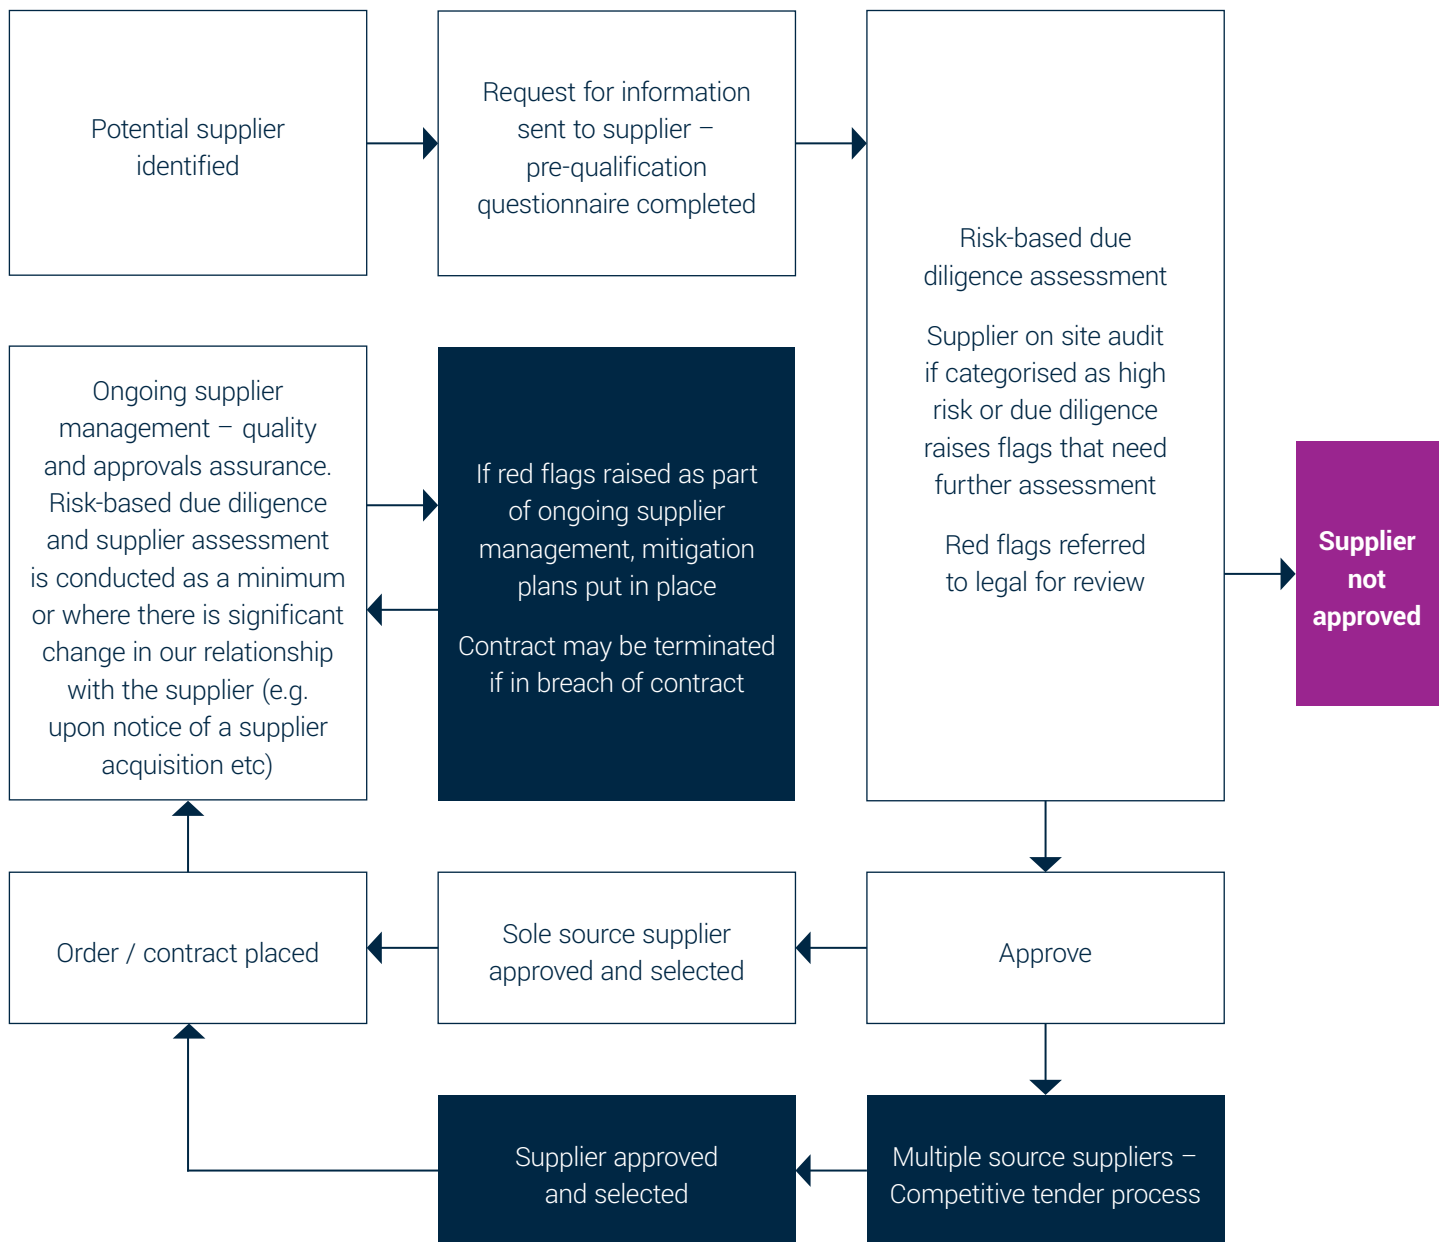 Potential supplier
identified
Request for information
sent to supplier –
pre-qualification
questionnaire completed
Risk-based due
diligence assessment
Supplier on site audit
if categorised as high
risk or due diligence
raises flags that need
further assessment
Red flags referred
to legal for review
Supplier
not
approved
Ongoing supplier
management – quality
and approvals assurance.
Risk-based due diligence
and supplier assessment
is conducted as a minimum
or where there is significant
change in our relationship
with the supplier (e.g.
upon notice of a supplier
acquisition etc)
If red flags raised as part
of ongoing supplier
management, mitigation
plans put in place
Contract may be terminated
if in breach of contract
Order / contract placed
Sole source supplier
approved and selected
Approve
Supplier approved
and selected
Multiple source suppliers –
Competitive tender process